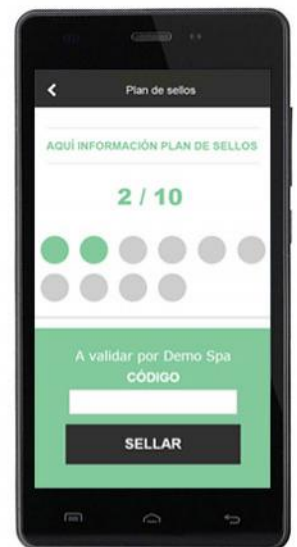 Plan de sellos
AQUÍ INFORMACIÓN PLAN DE SELLOS
2 / 10
A validar por Demo Spa
CÓDIGO
SELLAR